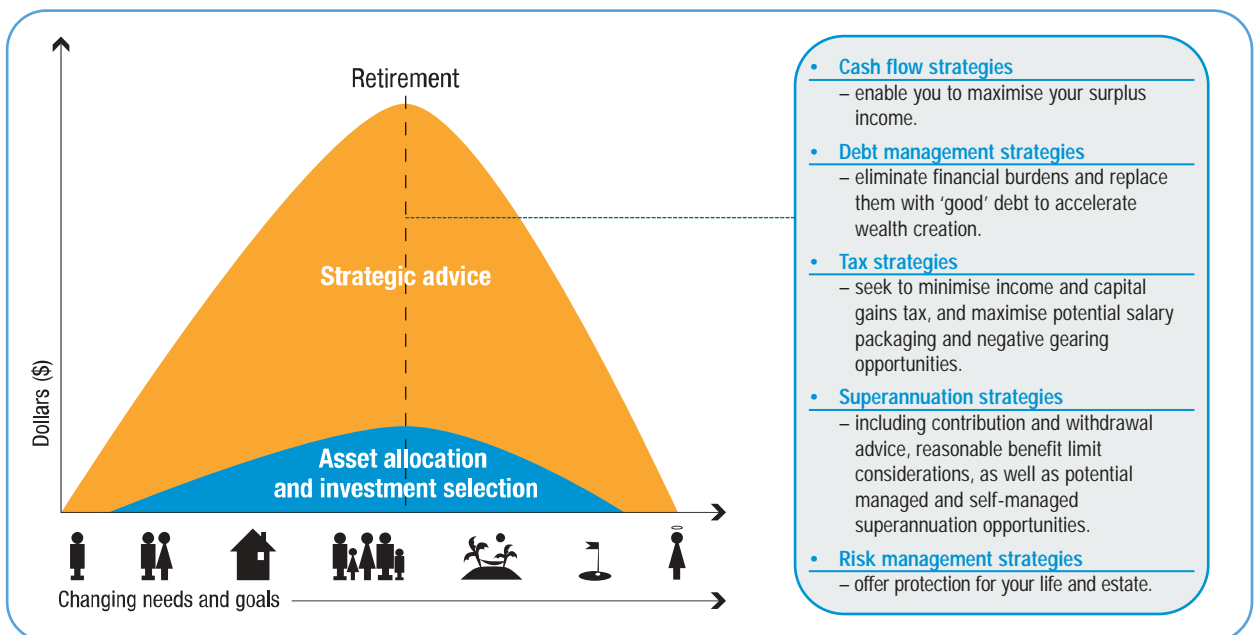 Retirement
Strategic advice
Asset allocation
and investment selection
Dollars ($)
Changing needs and goals
• Cash flow strategies
– enable you to maximise your surplus
income.
• Debt management strategies
– eliminate financial burdens and replace
them with ‘good’ debt to accelerate
wealth creation.
• Tax strategies
– seek to minimise income and capital
gains tax, and maximise potential salary
packaging and negative gearing
opportunities.
• Superannuation strategies
– including contribution and withdrawal
advice, reasonable benefit limit
considerations, as well as potential
managed and self-managed
superannuation opportunities.
• Risk management strategies
– offer protection for your life and estate.